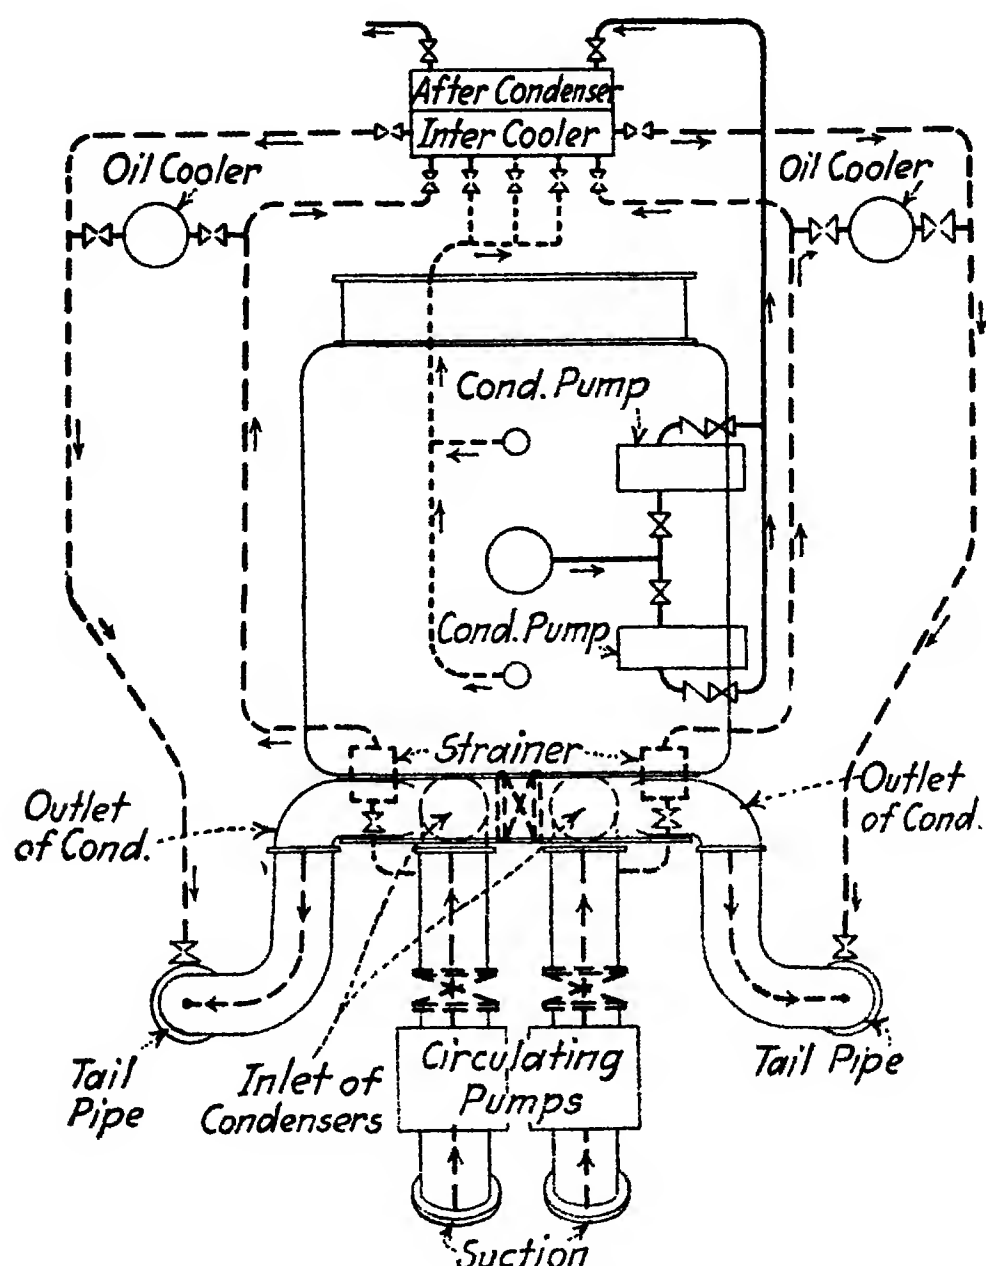 After Condenser
Inter Cooler
Oil Cooler
Oil Cooler
Cond. Pump
Cond. Pump
Strainer
Outlet
of Cond.
Outlet
of Cond.
Tail
Pipe
Inlet of
Condensers
Circulating
Pumps
Tail Pipe
Suction